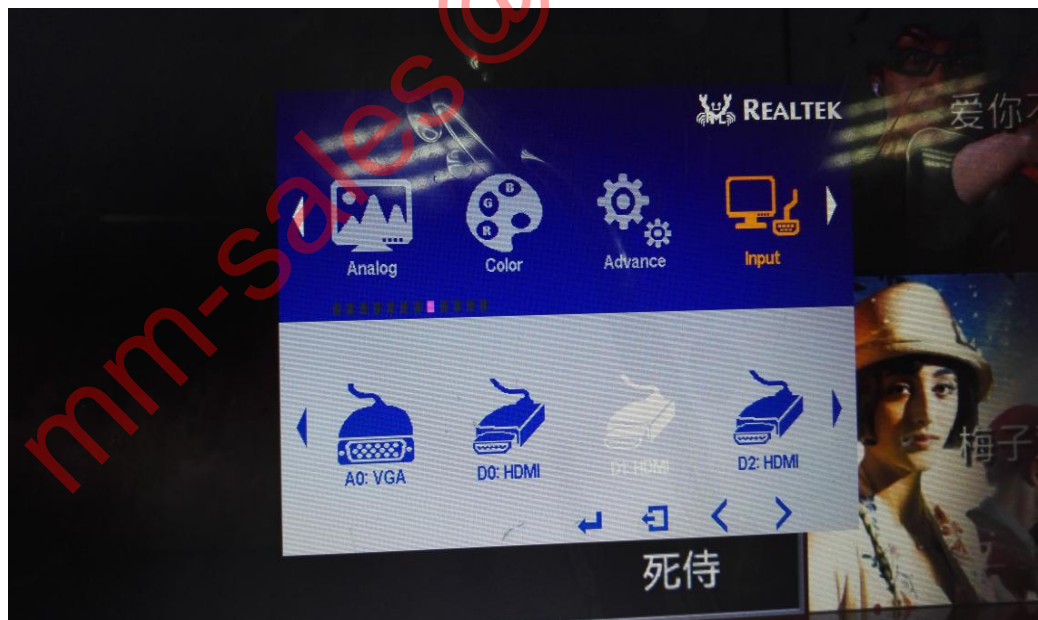 mm-sales@
REALTEK
爱你
B
G
R
Analog
Color
Advance
Input
A0: VGA
D0: HDMI
D1 HDMI
D2: HDMI
梅子
死侍